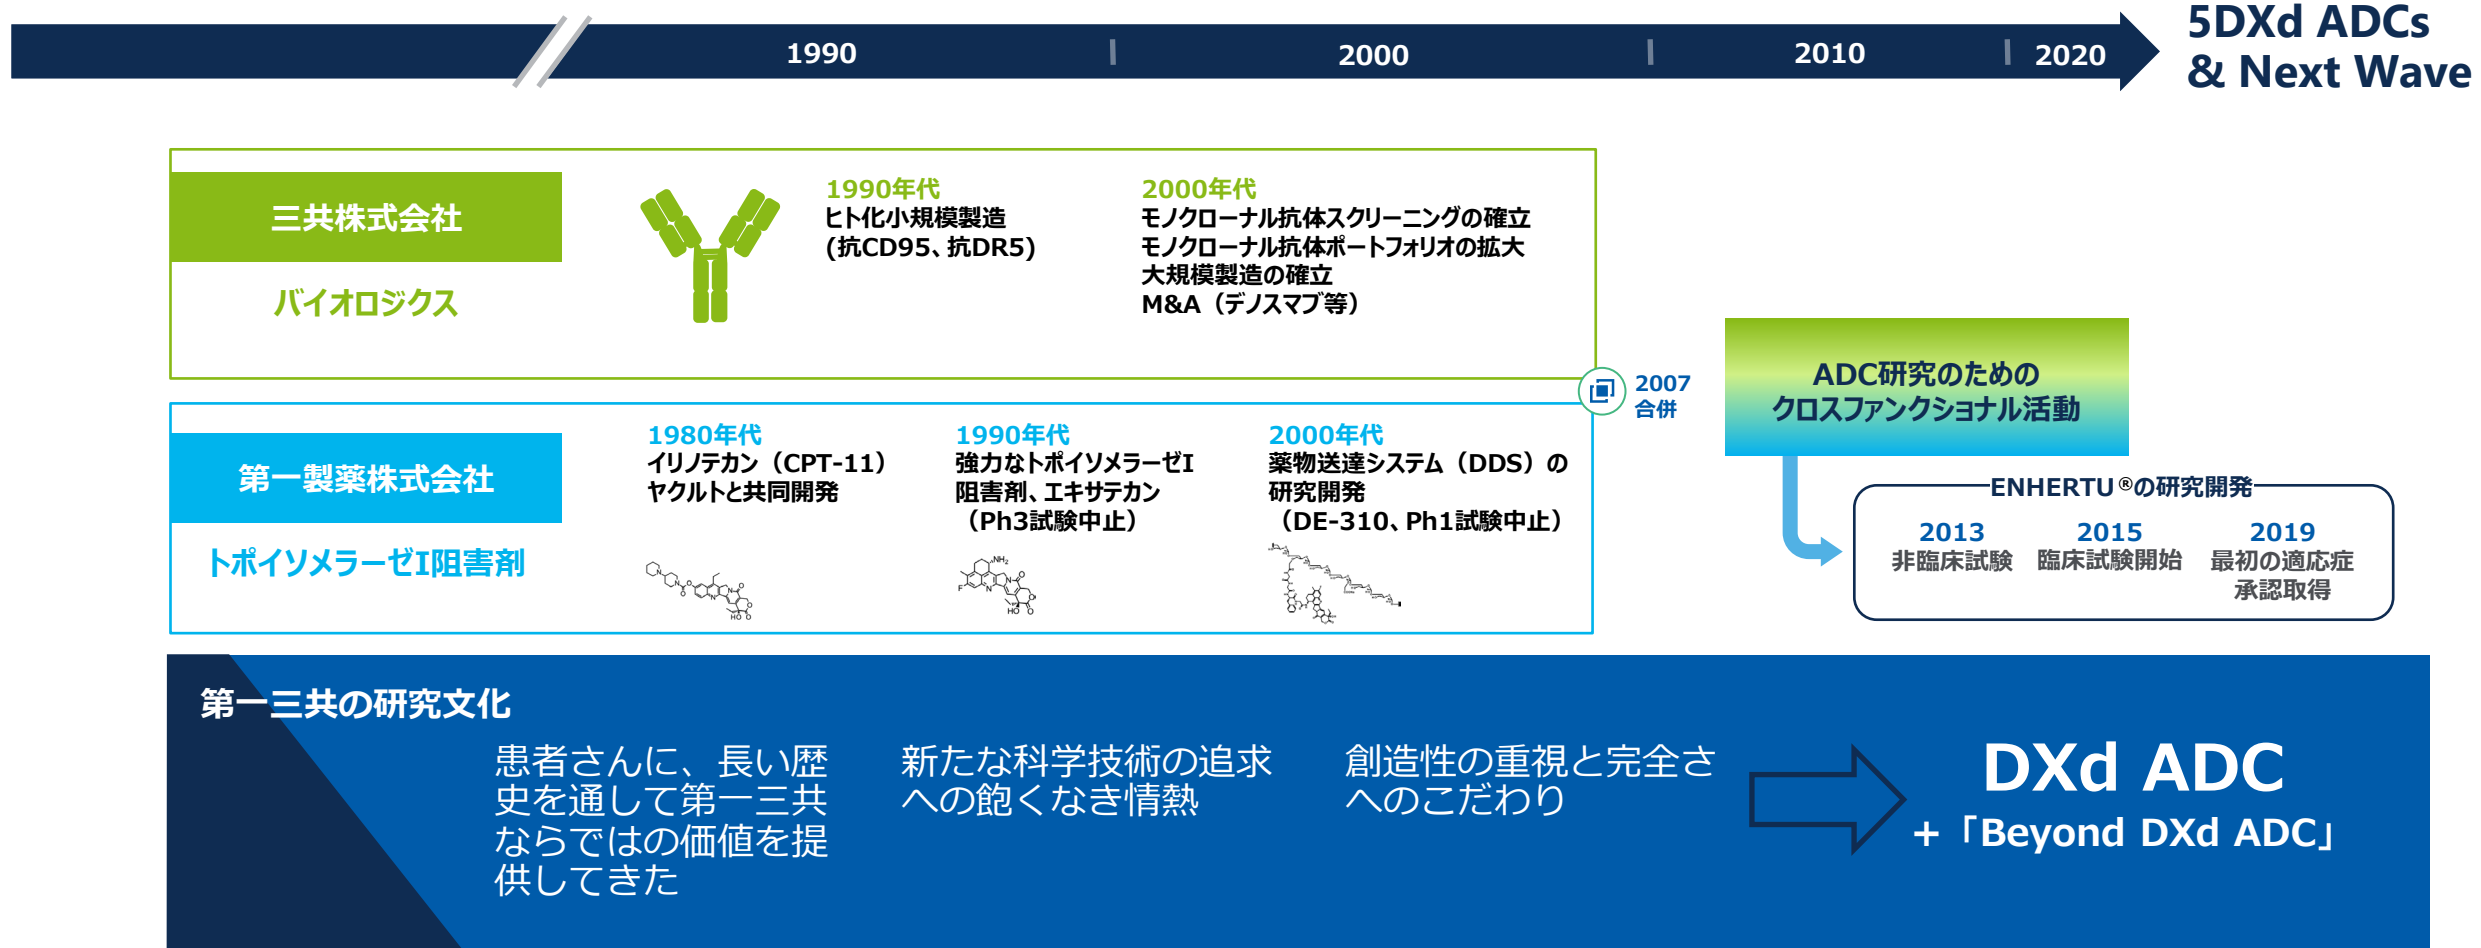 1990
2000
2010
2020
5DXd ADCs
& Next Wave
三共株式会社
バイオロジクス
1990年代
ヒト化小規模製造
(抗CD95、抗DR5)
2000年代
モノクローナル抗体スクリーニングの確立
モノクローナル抗体ポートフォリオの拡大
大規模製造の確立
M&A（デノスマブ等）
2007
合併
第一製薬株式会社
トポイソメラーゼI阻害剤
1980年代
イリノテカン（CPT-11）
ヤクルトと共同開発
1990年代
強力なトポイソメラーゼI
阻害剤、エキサテカン
（Ph3試験中止）
2000年代
薬物送達システム（DDS）の
研究開発
（DE-310、Ph1試験中止）
ADC研究のための
クロスファンクショナル活動
ENHERTU®の研究開発
2013
非臨床試験
2015
臨床試験開始
2019
最初の適応症
承認取得
第一三共の研究文化
患者さんに、長い歴
史を通して第一三共
ならではの価値を提
供してきた
新たな科学技術の追求
への飽くなき情熱
創造性の重視と完全さ
へのこだわり
DXd ADC
+「Beyond DXd ADC」